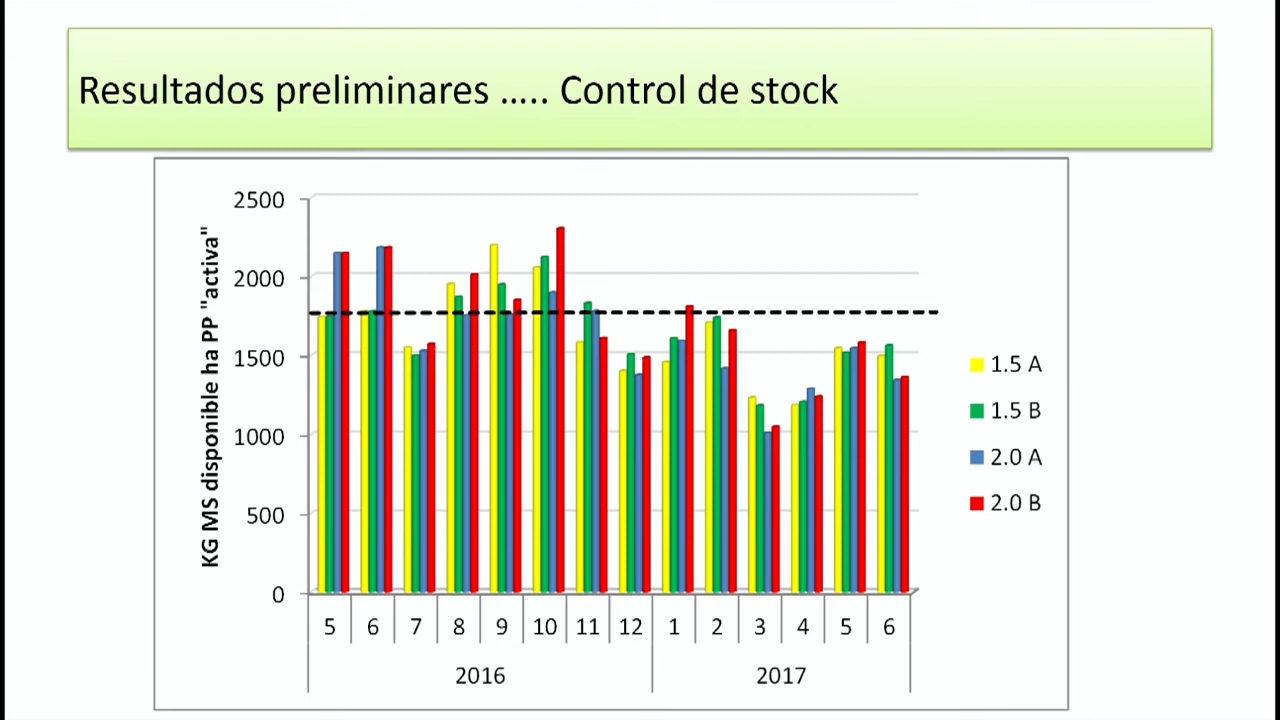 Resultados preliminares ..... Control de stock
KG MS disponible ha PP "activa"
2500
2000
1500
1000
500
0
5 6 7 8 9 10 11 12 1 2 3 4 5 6
2016 2017
1.5 A
1.5 B
2.0 A
2.0 B